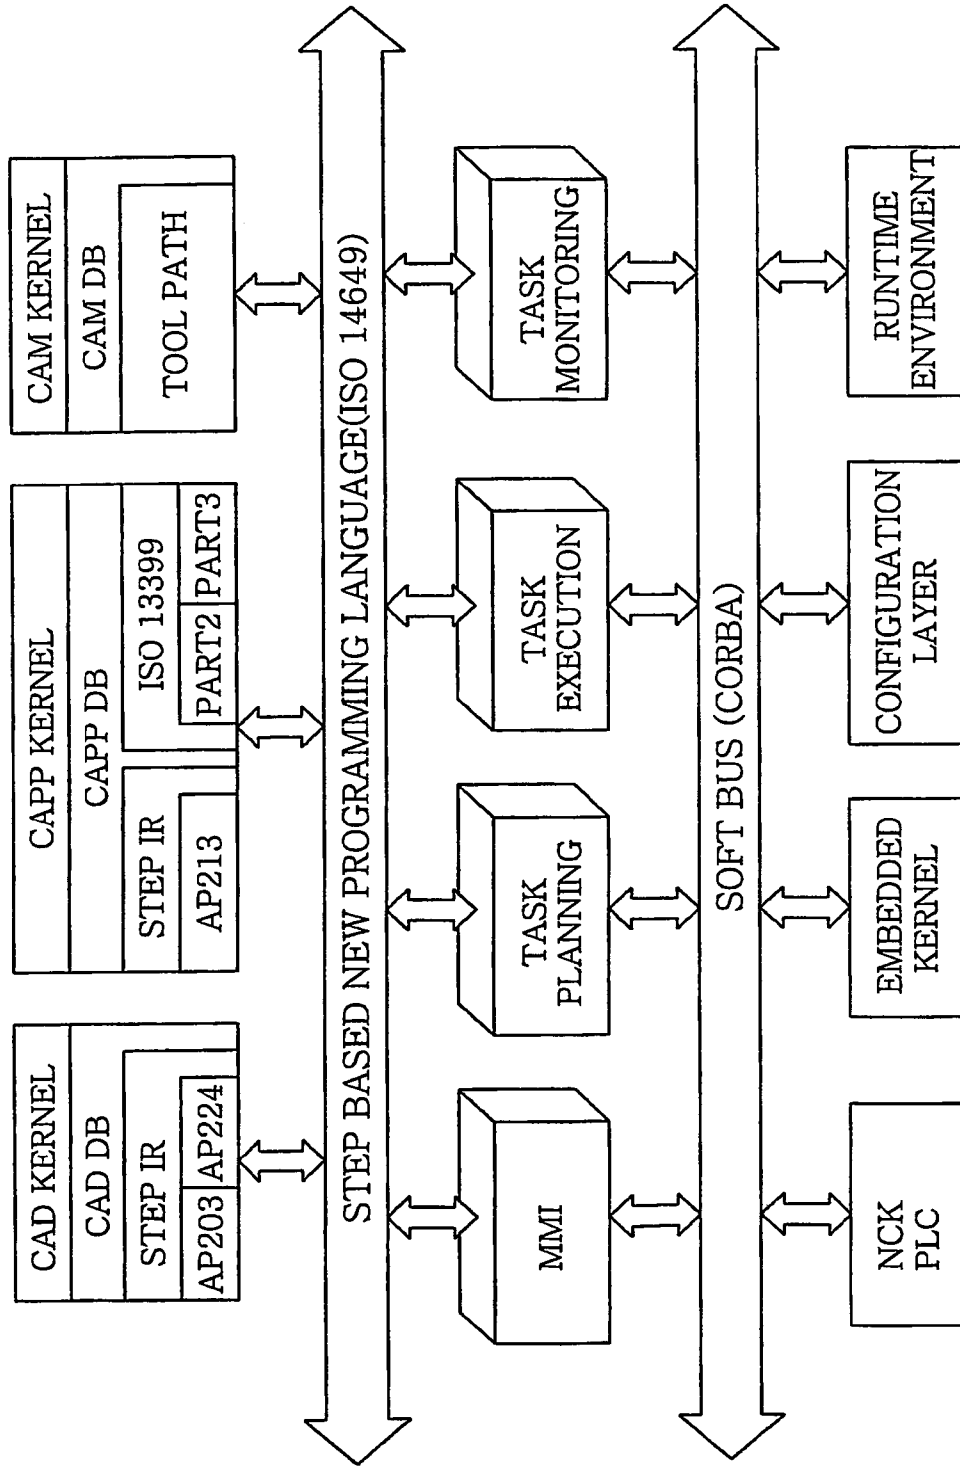 CAD KERNEL
CAD DB
STEP IR
AP203
AP224
CAPP KERNEL
CAPP DB
STEP IR
AP213
ISO 13399
PART2
PART3
CAM KERNEL
CAM DB
TOOL PATH
STEP BASED NEW PROGRAMMING LANGUAGE(ISO 14649)
MMI
TASK
PLANNING
TASK
EXECUTION
TASK
MONITORING
SOFT BUS (CORBA)
NCK
PLC
EMBEDDED
KERNEL
CONFIGURATION
LAYER
RUNTIME
ENVIRONMENT